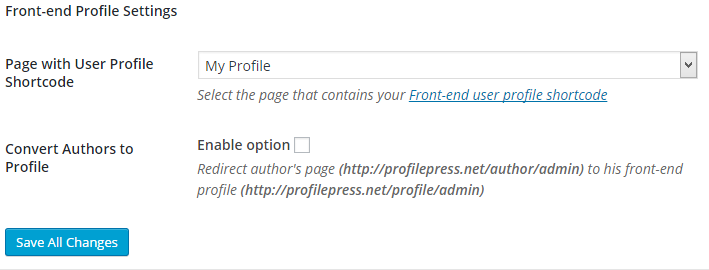 Front-end Profile Settings
Page with User Profile
Shortcode
My Profile
Select the page that contains your Front-end user profile shortcode
Convert Authors to
Profile
Enable option
Redirect author's page (http://profilepress.net/author/admin) to his front-end
profile (http://profilepress.net/profile/admin)
Save All Changes